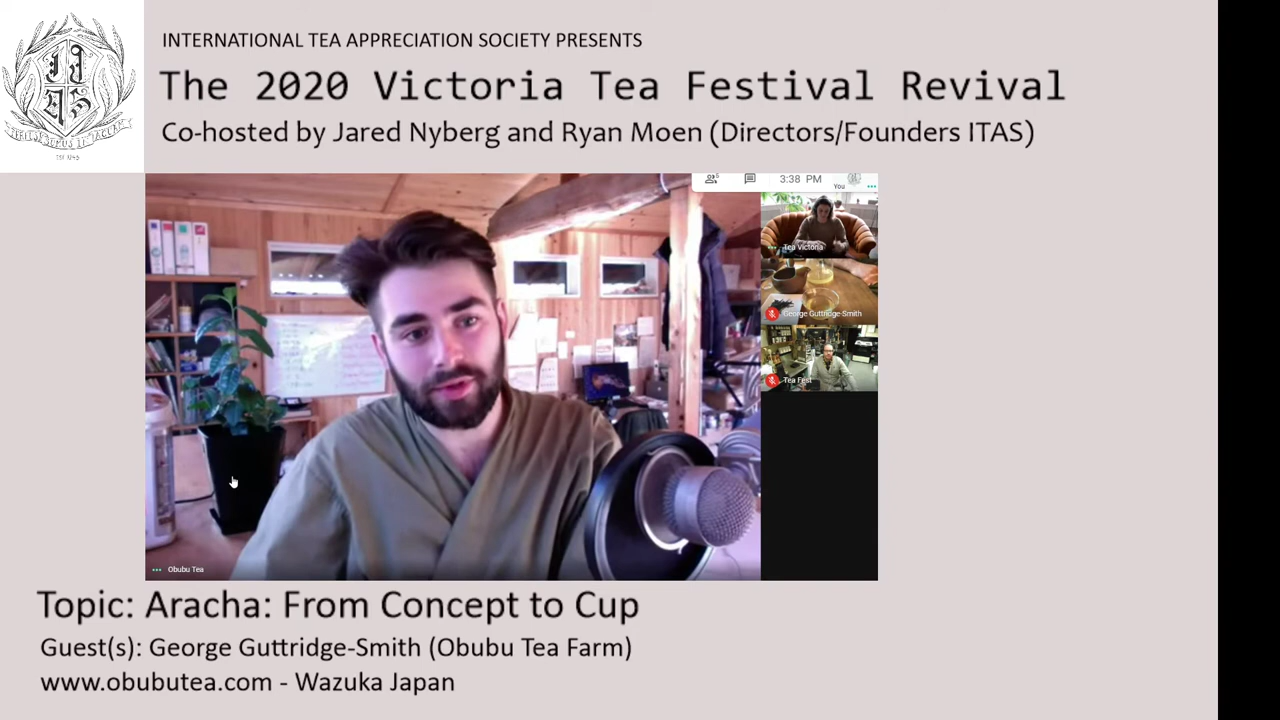 INTERNATIONAL TEA APPRECIATION SOCIETY PRESENTS
The 2020 Victoria Tea Festival Revival
Co-hosted by Jared Nyberg and Ryan Moen (Directors/Founders ITAS)
5
3:38 PM
You
Tea Victoria
George Guttridge-Smith
Tea Fest
Obubu Tea
Topic: Aracha: From Concept to Cup
Guest(s): George Guttridge-Smith (Obubu Tea Farm)
www.obubutea.com - Wazuka Japan